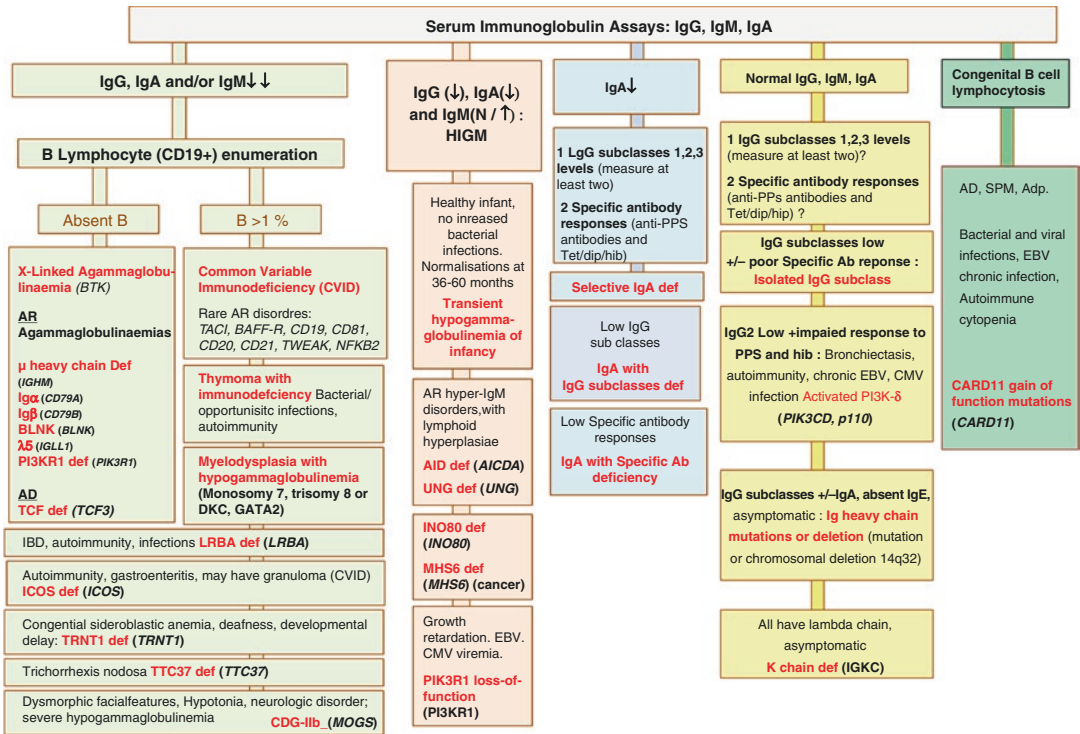 Serum Immunoglobulin Assays: IgG, IgM, IgA
IgG, IgA and/or IgM↓ ↓
B Lymphocyte (CD19+) enumeration
Absent B
X-Linked Agammaglobu-
linaemia (BTK)
AR
Agammaglobulinaemias
μ heavy chain Def
(IGHM)
Igα (CD79A)
Igβ (CD79B)
BLNK (BLNK)
λ5 (IGLL1)
PI3KR1 def (PIK3R1)
AD
TCF def (TCF3)
B >1 %
Common Variable
Immunodeficiency (CVID)
Rare AR disordres:
TACI, BAFF-R, CD19, CD81,
CD20, CD21, TWEAK, NFKB2
Thymoma with
immunodefciency Bacterial/
opportunisitc infections,
autoimmunity
Myelodysplasia with
hypogammaglobulinemia
(Monosomy 7, trisomy 8 or
DKC, GATA2)
IBD, autoimmunity, infections LRBA def (LRBA)
Autoimmunity, gastroenteritis, may have granuloma (CVID)
ICOS def (ICOS)
Congential sideroblastic anemia, deafness, developmental
delay: TRNT1 def (TRNT1)
Trichorrhexis nodosa TTC37 def (TTC37)
Dysmorphic facialfeatures, Hypotonia, neurologic disorder;
severe hypogammaglobulinemia CDG-IIb_(MOGS)
IgG (↓), IgA(↓)
and IgM(N / ↑) :
HIGM
Healthy infant,
no inreased
bacterial
infections.
Normalisations at
36-60 months
Transient
hypogamma-
globulinemia of
infancy
AR hyper-IgM
disorders,with
lymphoid
hyperplasiae
AID def (AICDA)
UNG def (UNG)
INO80 def
(INO80)
MHS6 def
(MHS6) (cancer)
Growth
retardation. EBV.
CMV viremia.
PIK3R1 loss-of-
function
(PI3KR1)
IgA↓
1 LgG subclasses 1,2,3
levels (measure at
least two)
2 Specific antibody
responses (anti-PPS
antibodies and
Tet/dip/hib)
Selective IgA def
Low IgG
sub classes
IgA with
IgG subclasses def
Low Specific antibody
responses
IgA with Specific Ab
deficiency
Normal IgG, IgM, IgA
1 IgG subclasses 1,2,3 levels
(measure at least two)?
2 Specific antibody responses
(anti-PPs antibodies and
Tet/dip/hip) ?
IgG subclasses low
+/– poor Specific Ab reponse :
Isolated IgG subclass
IgG2 Low +impaied response to
PPS and hib : Bronchiectasis,
autoimmunity, chronic EBV, CMV
infection Activated PI3K-δ
(PIK3CD, p110)
IgG subclasses +/–IgA, absent IgE,
asymptomatic : Ig heavy chain
mutations or deletion (mutation
or chromosomal deletion 14q32)
All have lambda chain,
asymptomatic
K chain def (IGKC)
Congenital B cell
lymphocytosis
AD, SPM, Adp.
Bacterial and viral
infections, EBV
chronic infection,
Autoimmune
cytopenia
CARD11 gain of
function mutations
(CARD11)